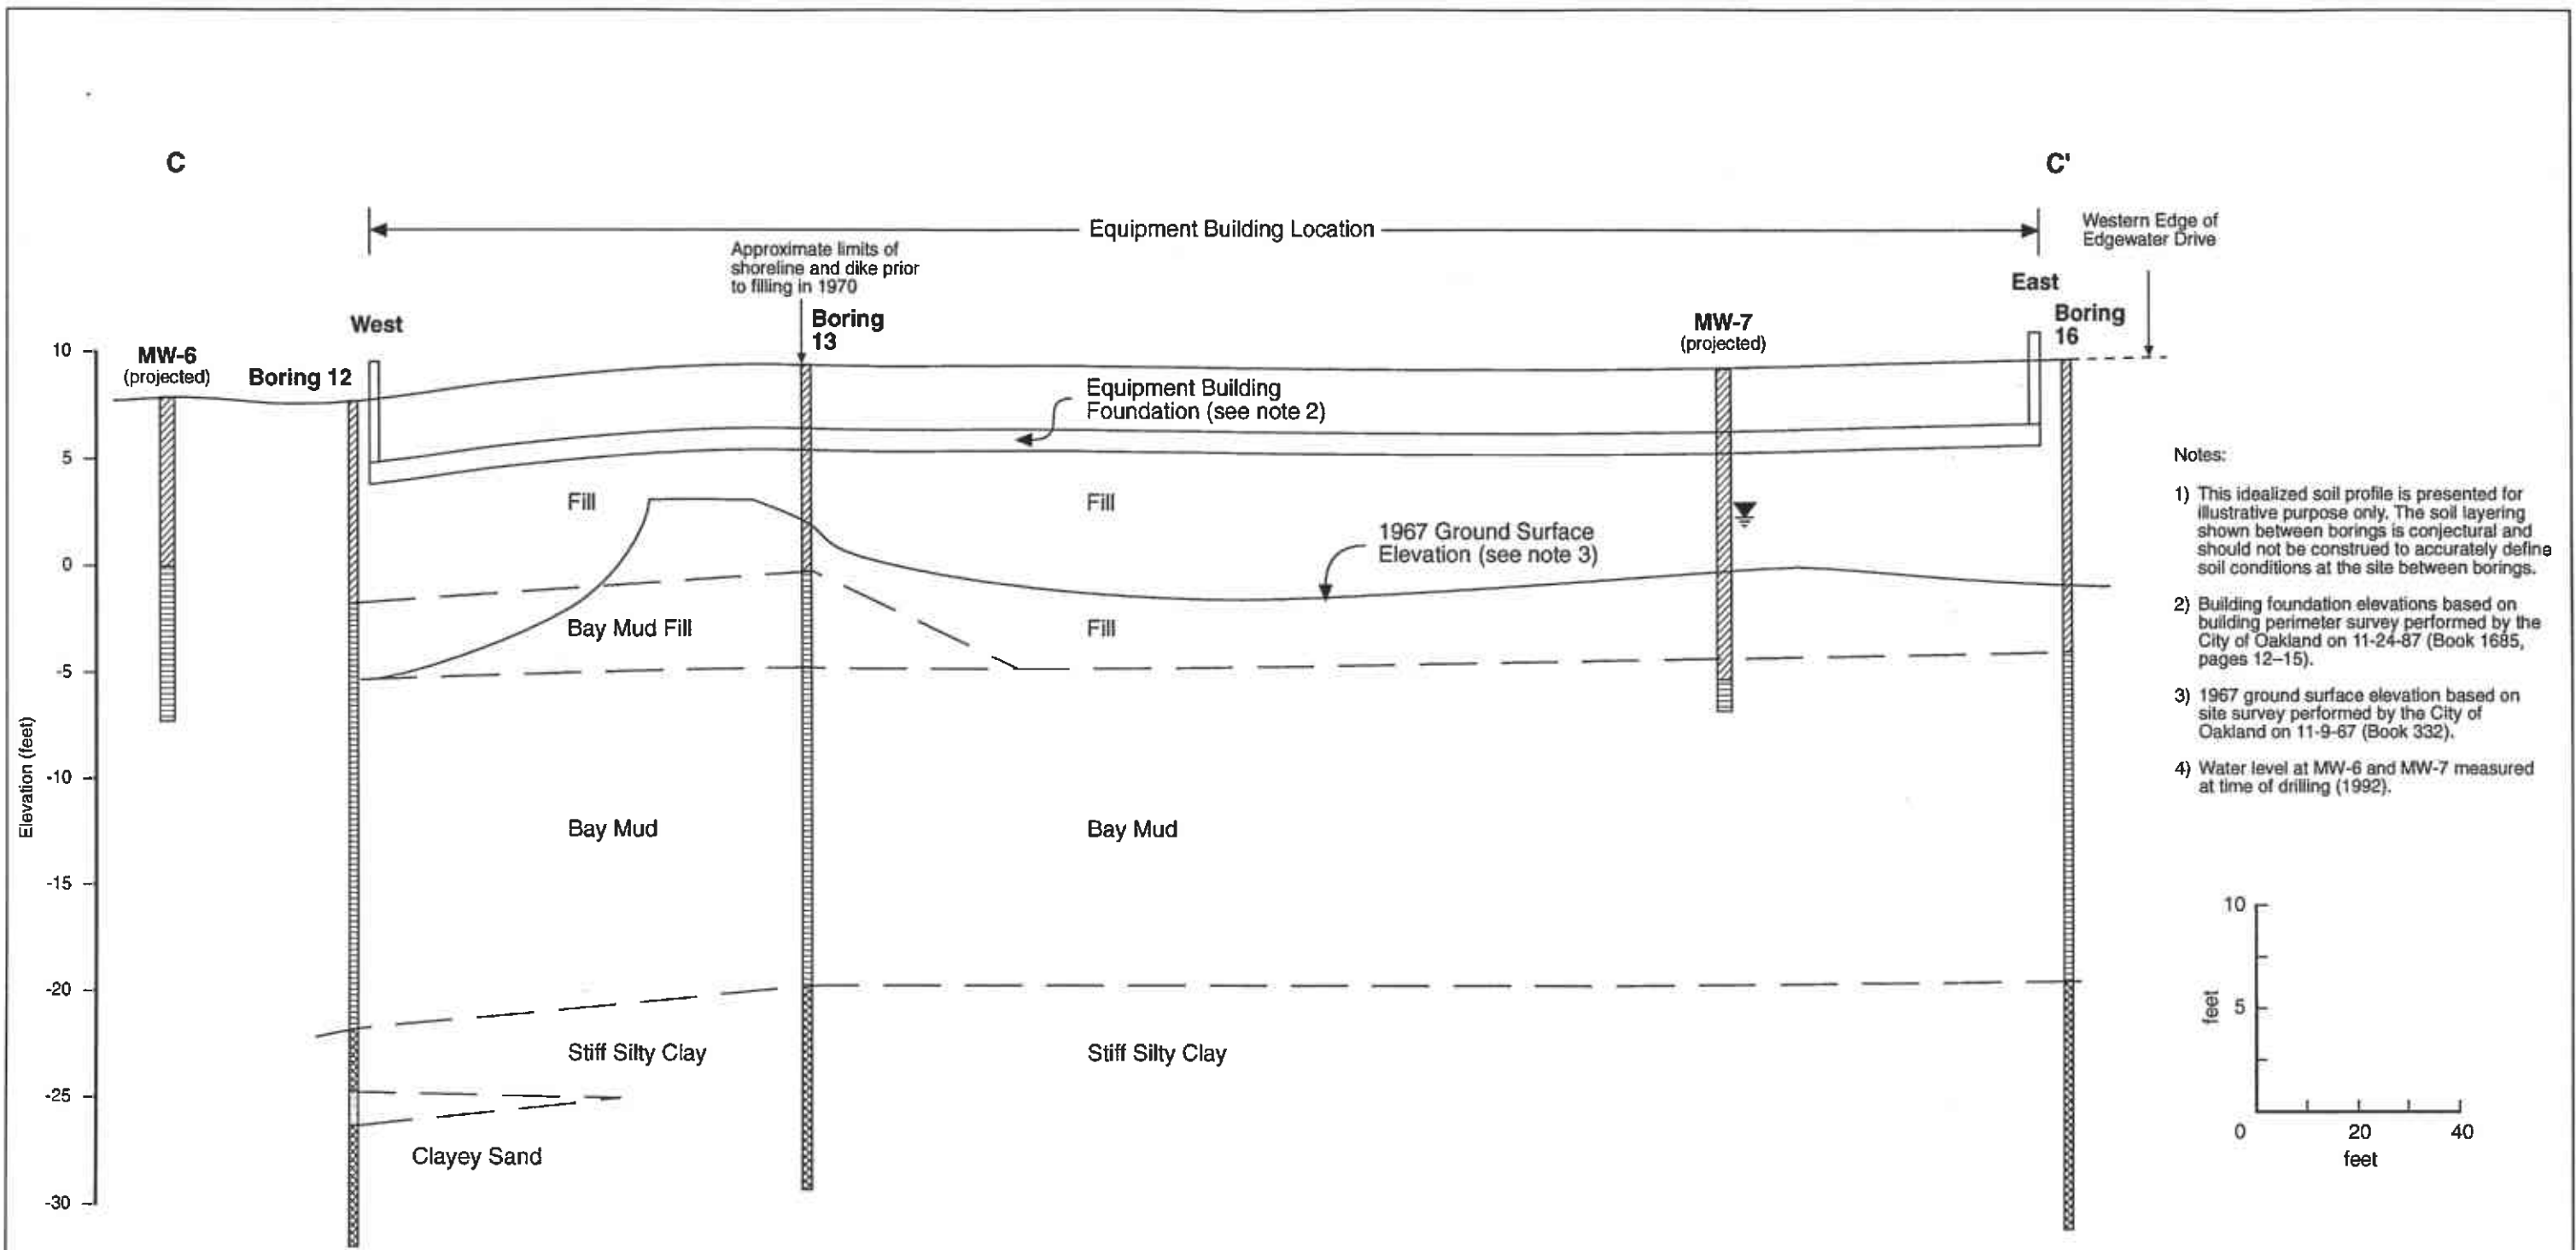 C
C'
Equipment Building Location
Western Edge of
Edgewater Drive
Approximate limits of
shoreline and dike prior
to filling in 1970
East
West
Boring
13
MW-7
(projected)
Boring
16
MW-6
(projected)
Boring 12
Equipment Building
Foundation (see note 2)
Fill
Fill
1967 Ground Surface
Elevation (see note 3)
Bay Mud Fill
Fill
Bay Mud
Bay Mud
Stiff Silty Clay
Stiff Silty Clay
Clayey Sand
10
5
0
-5
-10
-15
-20
-25
-30
Elevation (feet)
Notes:
1) This idealized soil profile is presented for
illustrative purpose only. The soil layering
shown between borings is conjectural and
should not be construed to accurately define
soil conditions at the site between borings.
2) Building foundation elevations based on
building perimeter survey performed by the
City of Oakland on 11-24-87 (Book 1685,
pages 12–15).
3) 1967 ground surface elevation based on
site survey performed by the City of
Oakland on 11-9-67 (Book 332).
4) Water level at MW-6 and MW-7 measured
at time of drilling (1992).
10
5
feet
0
20
40
feet